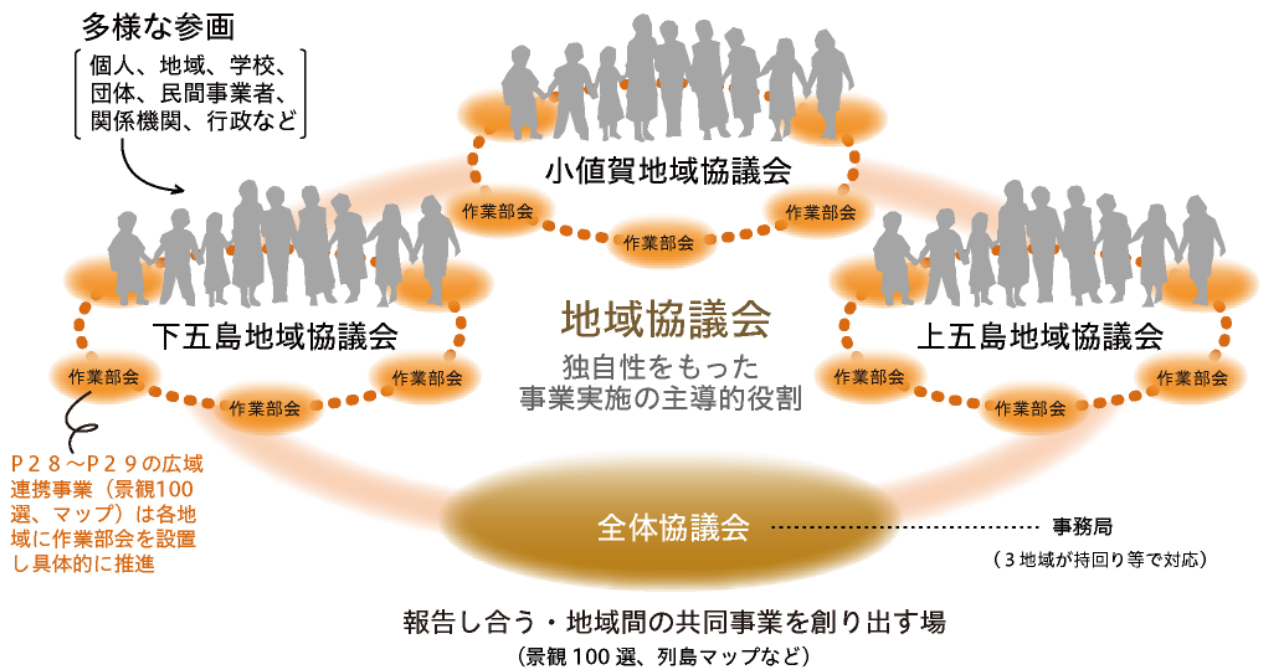 多様な参画
個人、地域、学校、
団体、民間事業者、
関係機関、行政など
小値賀地域協議会
作業部会
作業部会
作業部会
下五島地域協議会
作業部会
作業部会
作業部会
地域協議会
独自性をもった
事業実施の主導的役割
上五島地域協議会
作業部会
作業部会
作業部会
P28～P29の広域
連携事業（景観100
選、マップ）は各地
域に作業部会を設置
し具体的に推進
全体協議会
事務局
（３地域が持回り等で対応）
報告し合う・地域間の共同事業を創り出す場
（景観 100 選、列島マップなど）